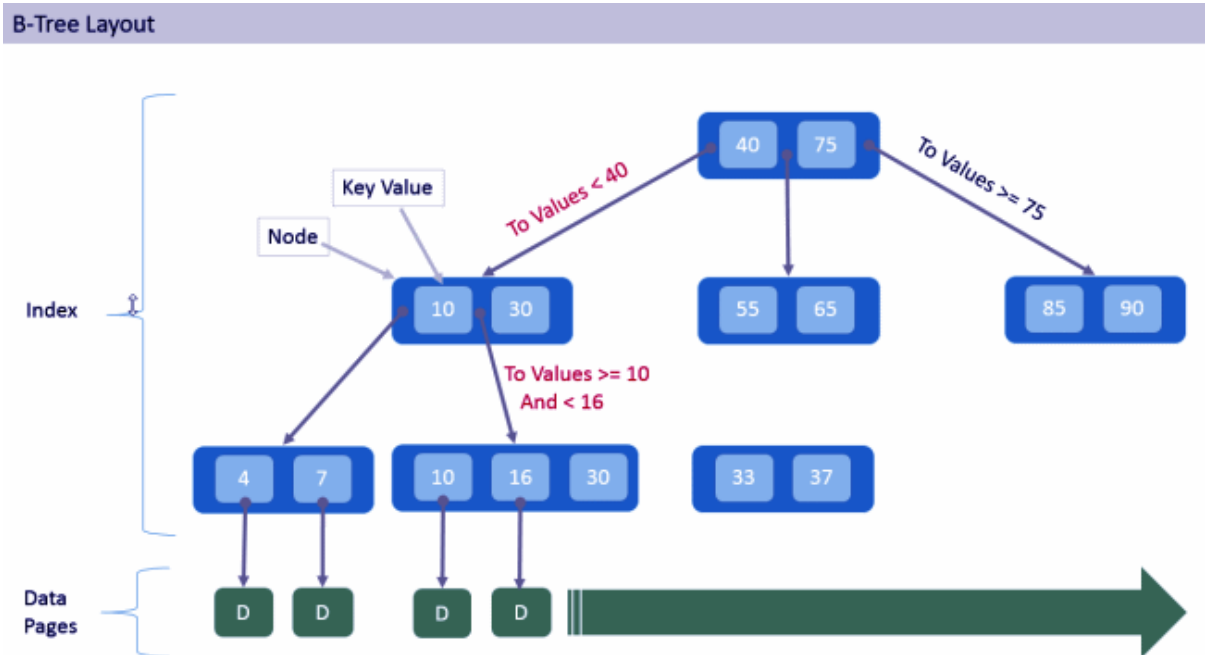 B-Tree Layout
40 75
To Values < 40
To Values >= 75
Key Value
Node
Index
10 30
55 65
85 90
To Values >= 10
And < 16
4 7
10 16 30
33 37
Data
Pages
D D D D